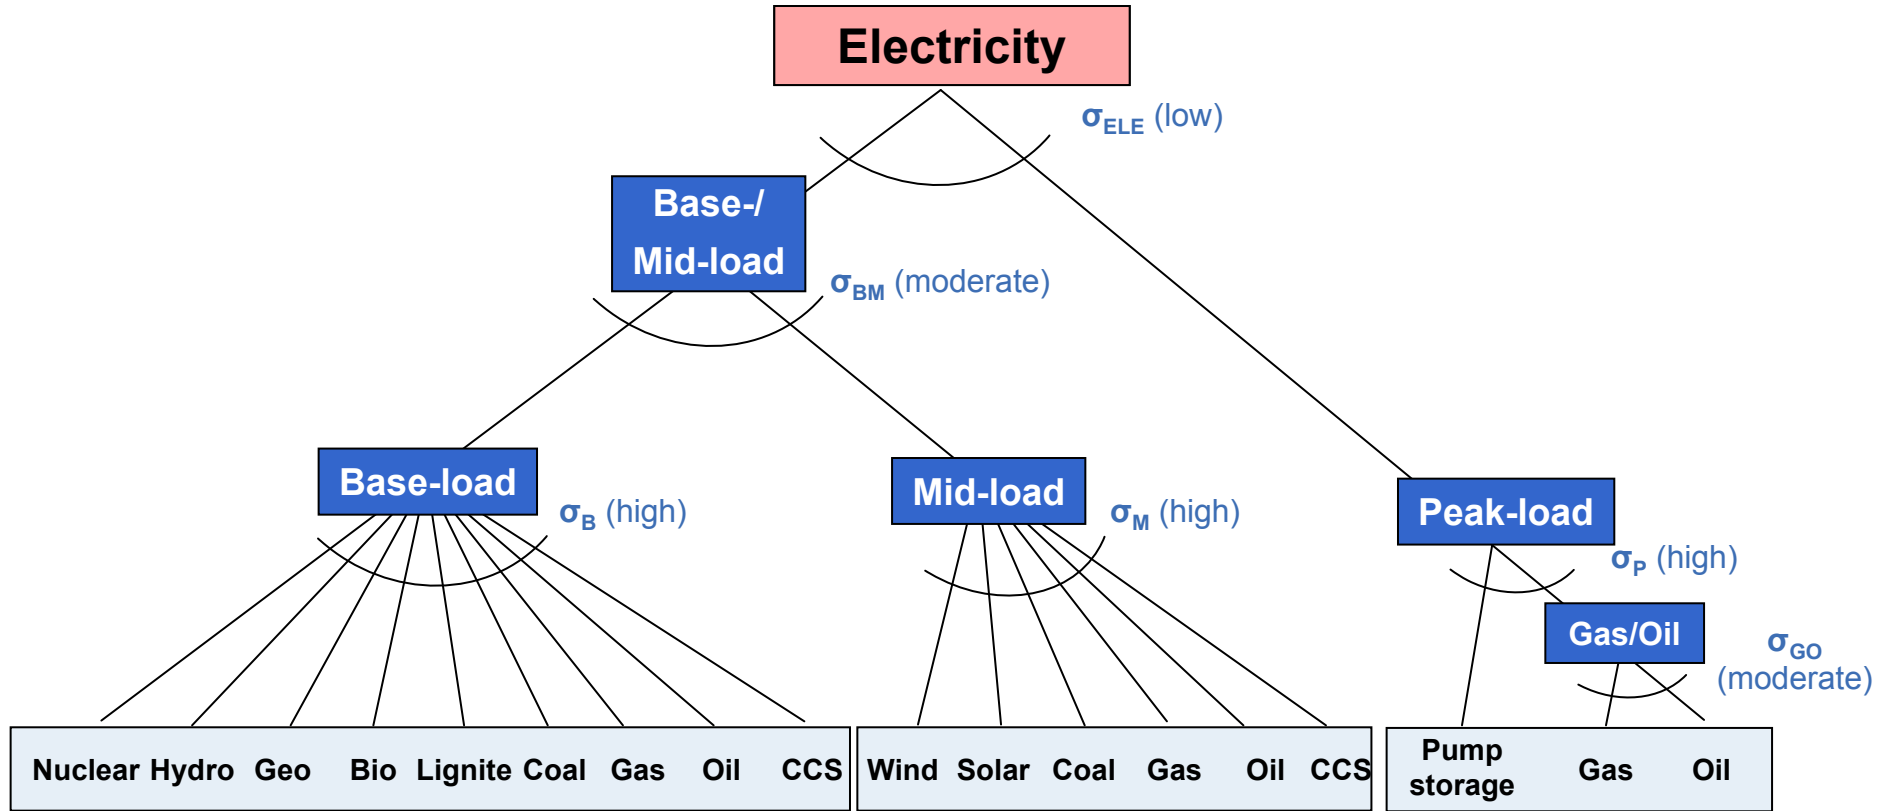 Electricity
σELE (low)
Base-/
Mid-load
σBM (moderate)
Base-load
σB (high)
Mid-load
σM (high)
Peak-load
σP (high)
Gas/Oil
σGO
(moderate)
Nuclear Hydro Geo Bio Lignite Coal Gas Oil CCS
Wind Solar Coal Gas Oil CCS
Pump
storage
Gas Oil